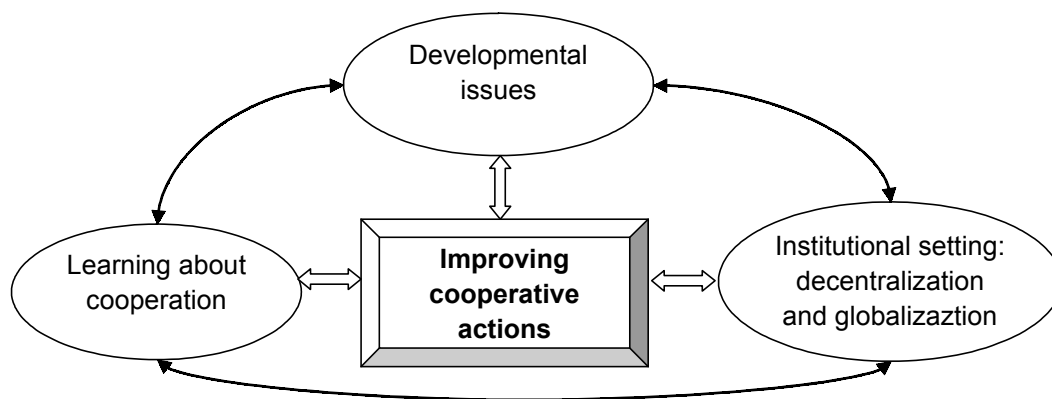 Developmental
issues
Learning about
cooperation
Improving
cooperative
actions
Institutional setting:
decentralization
and globalizaztion